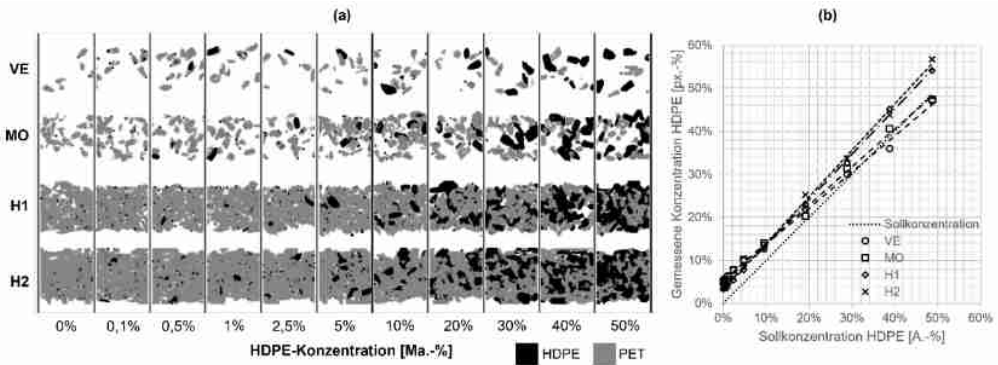 (a)
VE
MO
H1
H2
0% 0,1% 0,5% 1% 2,5% 5% 10% 20% 30% 40% 50%
HDPE-Konzentration [Ma.-%]
HDPE PET
(b)
Gemessene Konzentration HDPE [px.-%]
60%
50%
40%
30%
20%
10%
0%
Sollkonzentration
VE
MO
H1
H2
0% 10% 20% 30% 40% 50% 60%
Sollkonzentration HDPE [A.-%]